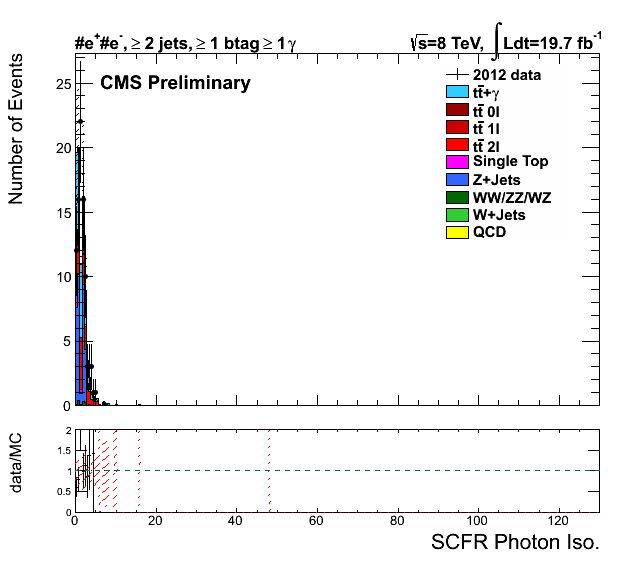 #e⁺#e⁻, ≥ 2 jets, ≥ 1 btag ≥ 1 γ
√s=8 TeV, ∫ Ldt=19.7 fb⁻¹
CMS Preliminary
2012 data
tt̄+γ
tt̄ 0l
tt̄ 1l
tt̄ 2l
Single Top
Z+Jets
WW/ZZ/WZ
W+Jets
QCD
Number of Events
25
20
15
10
5
0
data/MC
2
1.5
1
0.5
0
0 20 40 60 80 100 120
SCFR Photon Iso.